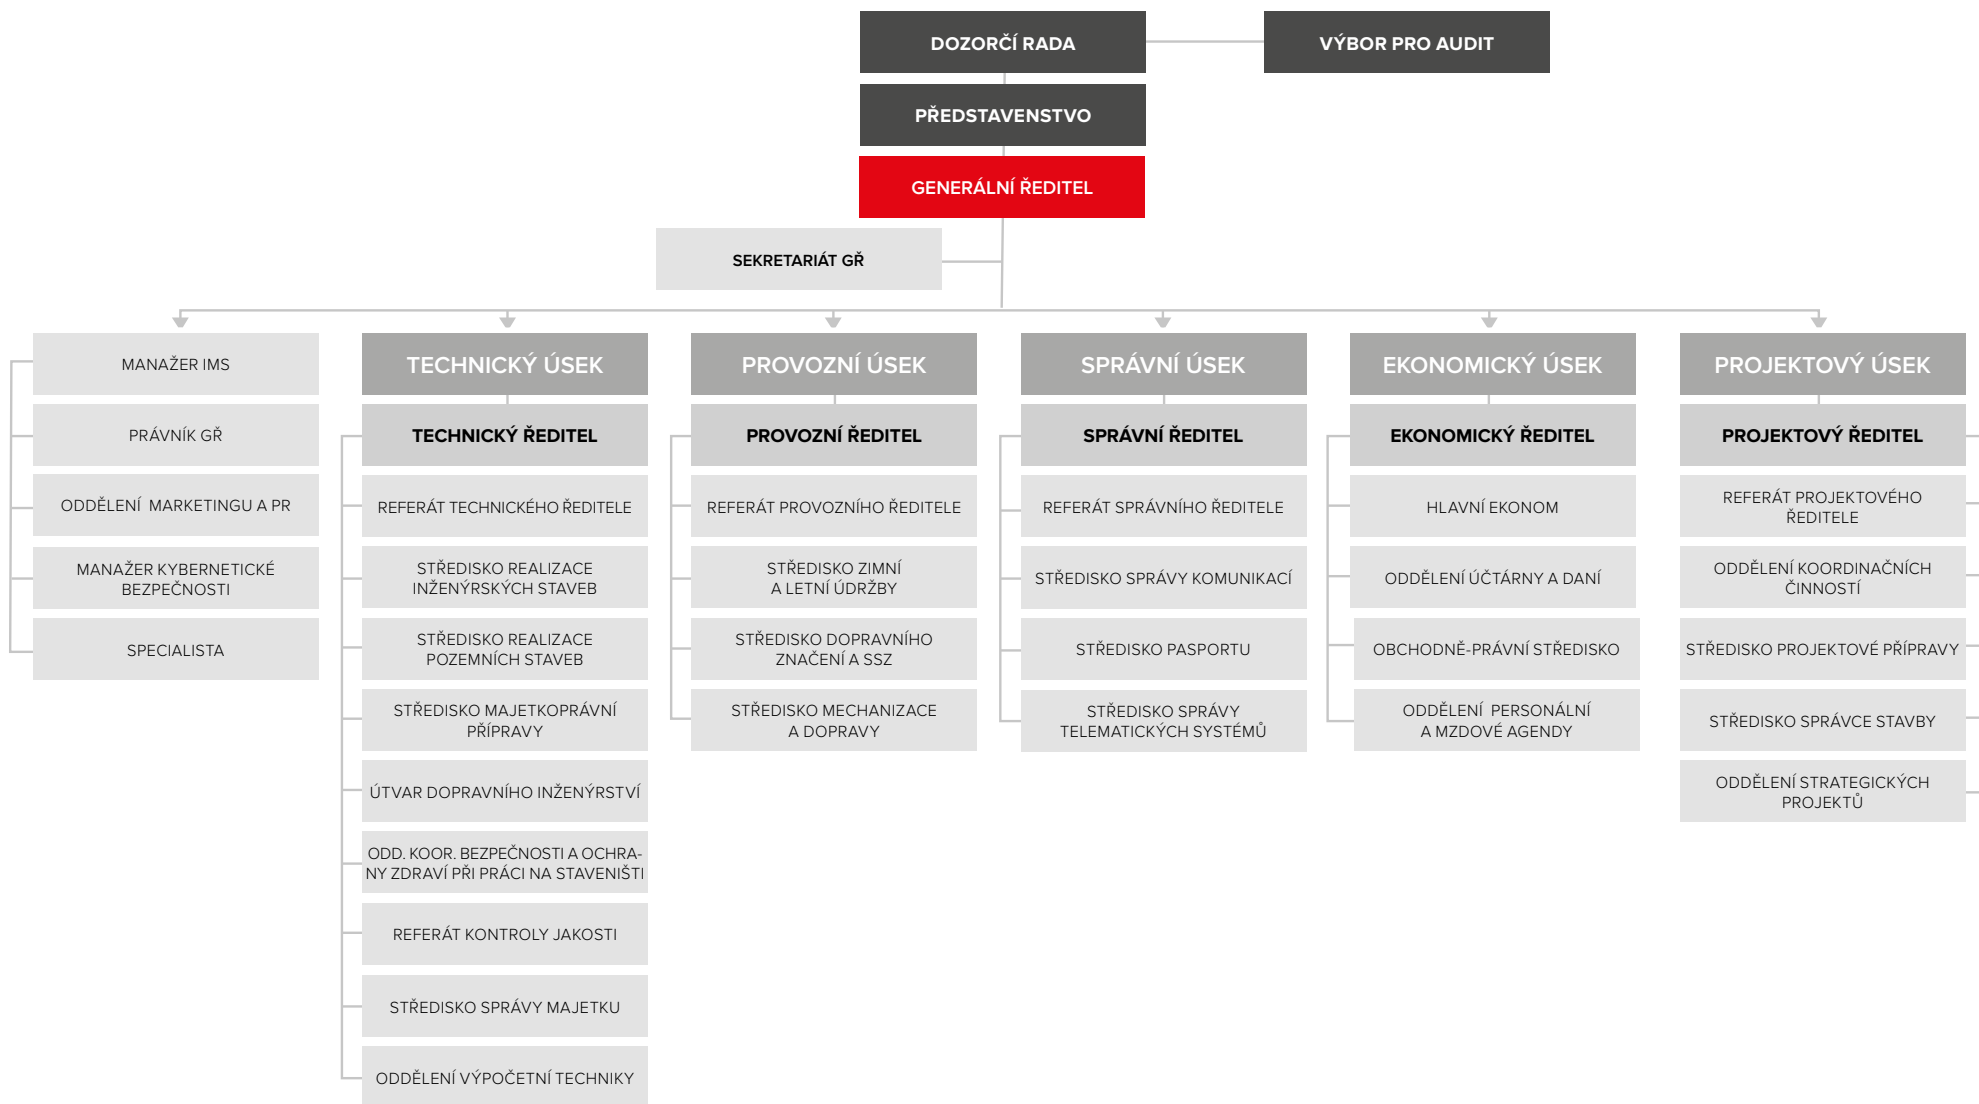 DOZORČÍ RADA
VÝBOR PRO AUDIT
PŘEDSTAVENSTVO
GENERÁLNÍ ŘEDITEL
SEKRETARIÁT GŘ
MANAŽER IMS
PRÁVNÍK GŘ
ODDĚLENÍ MARKETINGU A PR
MANAŽER KYBERNETICKÉ
BEZPEČNOSTI
SPECIALISTA
TECHNICKÝ ÚSEK
TECHNICKÝ ŘEDITEL
REFERÁT TECHNICKÉHO ŘEDITELE
STŘEDISKO REALIZACE
INŽENÝRSKÝCH STAVEB
STŘEDISKO REALIZACE
POZEMNÍCH STAVEB
STŘEDISKO MAJETKOPRÁVNÍ
PŘÍPRAVY
ÚTVAR DOPRAVNÍHO INŽENÝRSTVÍ
ODD. KOOR. BEZPEČNOSTI A OCHRA-
NY ZDRAVÍ PŘI PRÁCI NA STAVENIŠTI
REFERÁT KONTROLY JAKOSTI
STŘEDISKO SPRÁVY MAJETKU
ODDĚLENÍ VÝPOČETNÍ TECHNIKY
PROVOZNÍ ÚSEK
PROVOZNÍ ŘEDITEL
REFERÁT PROVOZNÍHO ŘEDITELE
STŘEDISKO ZIMNÍ
A LETNÍ ÚDRŽBY
STŘEDISKO DOPRAVNÍHO
ZNAČENÍ A SSZ
STŘEDISKO MECHANIZACE
A DOPRAVY
SPRÁVNÍ ÚSEK
SPRÁVNÍ ŘEDITEL
REFERÁT SPRÁVNÍHO ŘEDITELE
STŘEDISKO SPRÁVY KOMUNIKACÍ
STŘEDISKO PASPORTU
STŘEDISKO SPRÁVY
TELEMATICKÝCH SYSTÉMŮ
EKONOMICKÝ ÚSEK
EKONOMICKÝ ŘEDITEL
HLAVNÍ EKONOM
ODDĚLENÍ ÚČTÁRNY A DANÍ
OBCHODNĚ-PRÁVNÍ STŘEDISKO
ODDĚLENÍ PERSONÁLNÍ
A MZDOVÉ AGENDY
PROJEKTOVÝ ÚSEK
PROJEKTOVÝ ŘEDITEL
REFERÁT PROJEKTOVÉHO
ŘEDITELE
ODDĚLENÍ KOORDINAČNÍCH
ČINNOSTÍ
STŘEDISKO PROJEKTOVÉ PŘÍPRAVY
STŘEDISKO SPRÁVCE STAVBY
ODDĚLENÍ STRATEGICKÝCH
PROJEKTŮ